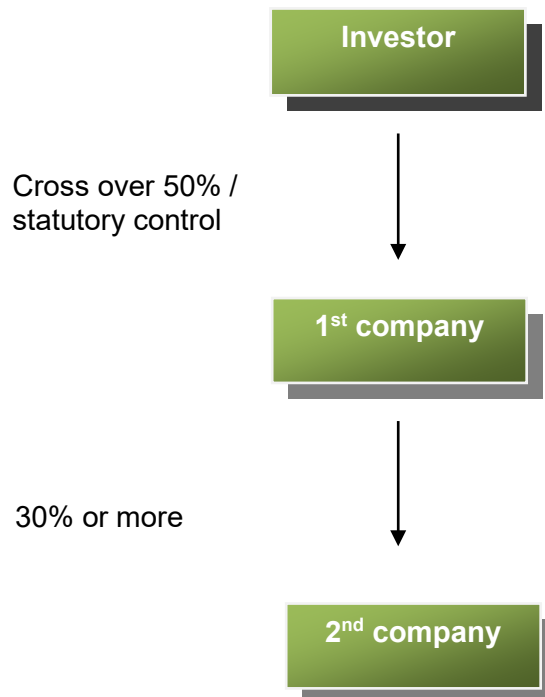 Investor
Cross over 50% /
statutory control
1st company
30% or more
2nd company